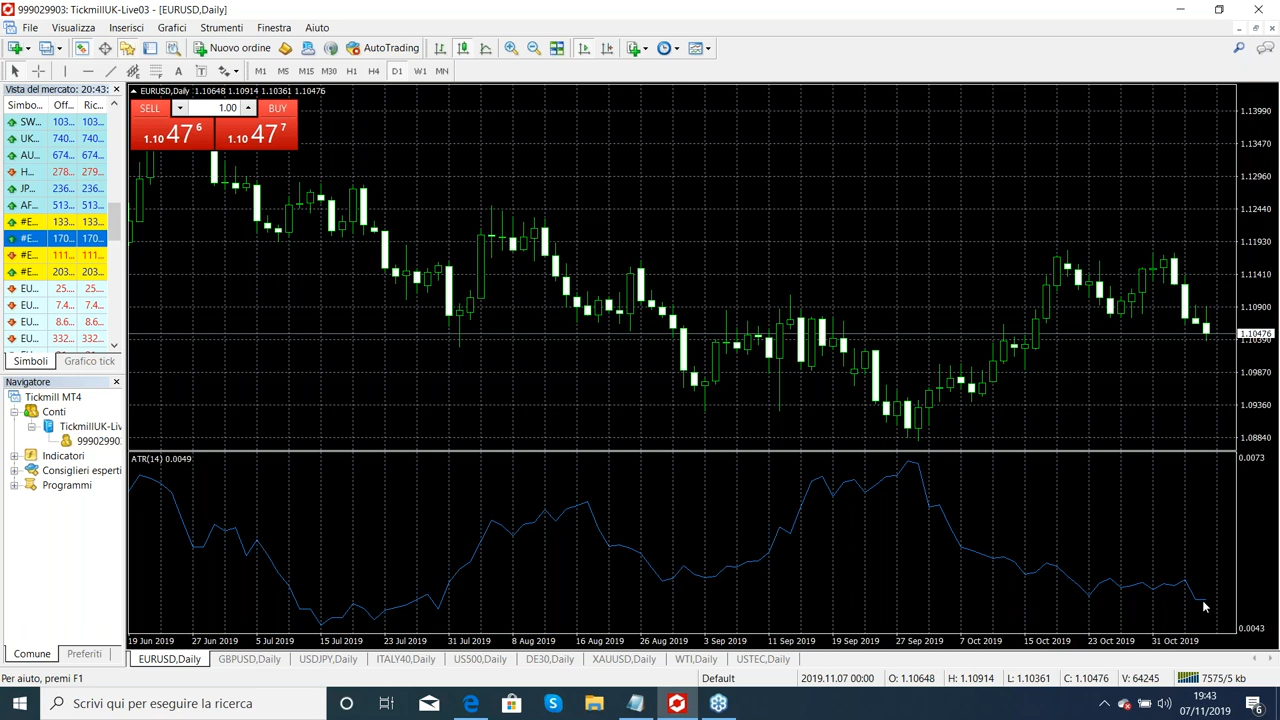 999029903: TickmillUK-Live03 - [EURUSD,Daily]
File Visualizza Inserisci Grafici Strumenti Finestra Aiuto
Nuovo ordine AutoTrading
M1 M5 M15 M30 H1 H4 D1 W1 MN
Vista del mercato: 20:43:
Simbo... Off... Ric...
SW... 103... 103...
UK... 740... 740...
AU... 674... 674...
H... 278... 279...
JP... 236... 236...
AF... 513... 513...
#E... 133... 133...
#E... 170... 170...
#E... 111... 111...
#E... 203... 203...
EU... 25.... 25....
EU... 7.4... 7.4...
EU... 8.6... 8.6...
EU... 332... 332...
Simboli Grafico tick
Navigatore
Tickmill MT4
Conti
TickmillUK-Liv
999029903
Indicatori
Consiglieri esperti
Programmi
Comune Preferiti
EURUSD,Daily 1.10648 1.10914 1.10361 1.10476
SELL 1.00 BUY
1.10 47 6 1.10 47 7
1.13990
1.13470
1.12960
1.12440
1.11930
1.11410
1.10900
1.10476
1.10390
1.09870
1.09360
1.08840
ATR(14) 0.0049
0.0073
0.0043
19 Jun 2019 27 Jun 2019 5 Jul 2019 15 Jul 2019 23 Jul 2019 31 Jul 2019 8 Aug 2019 16 Aug 2019 26 Aug 2019 3 Sep 2019 11 Sep 2019 19 Sep 2019 27 Sep 2019 7 Oct 2019 15 Oct 2019 23 Oct 2019 31 Oct 2019
EURUSD,Daily GBPUSD,Daily USDJPY,Daily ITALY40,Daily US500,Daily DE30,Daily XAUUSD,Daily WTI,Daily USTEC,Daily
Per aiuto, premi F1 Default 2019.11.07 00:00 O: 1.10648 H: 1.10914 L: 1.10361 C: 1.10476 V: 64245 7575/5 kb
Scrivi qui per eseguire la ricerca
19:43
07/11/2019
6